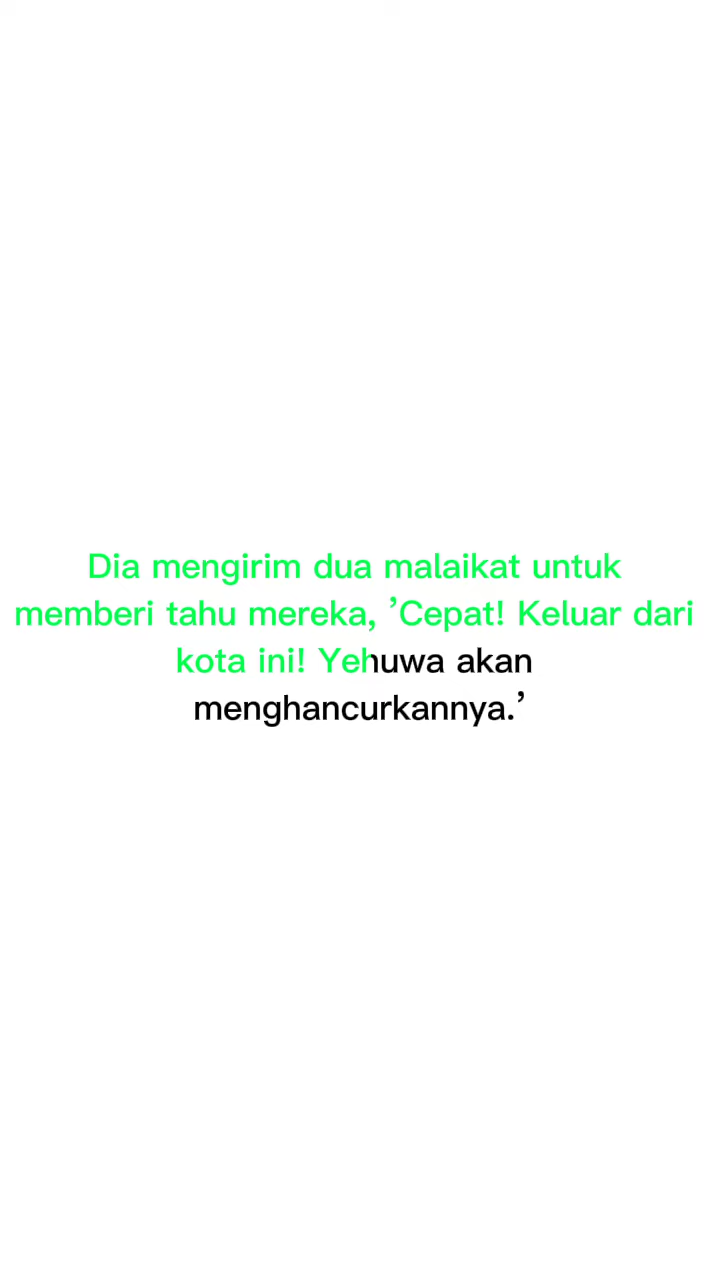 Dia mengirim dua malaikat untuk
memberi tahu mereka, ’Cepat! Keluar dari
kota ini! Yehuwa akan
menghancurkannya.’